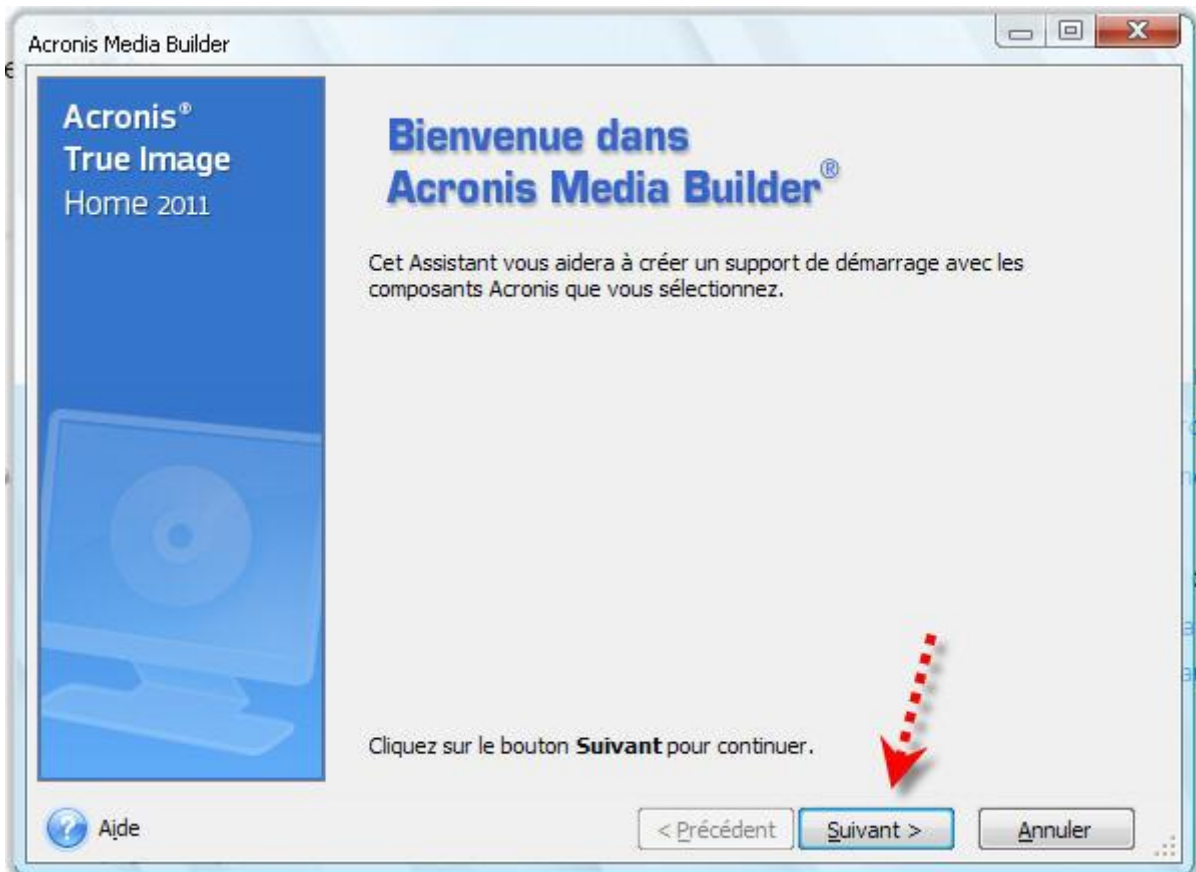 Acronis Media Builder
Acronis®
True Image
Home 2011
Bienvenue dans
Acronis Media Builder®
Cet Assistant vous aidera à créer un support de démarrage avec les
composants Acronis que vous sélectionnez.
Cliquez sur le bouton Suivant pour continuer.
Aide
< Précédent
Suivant >
Annuler